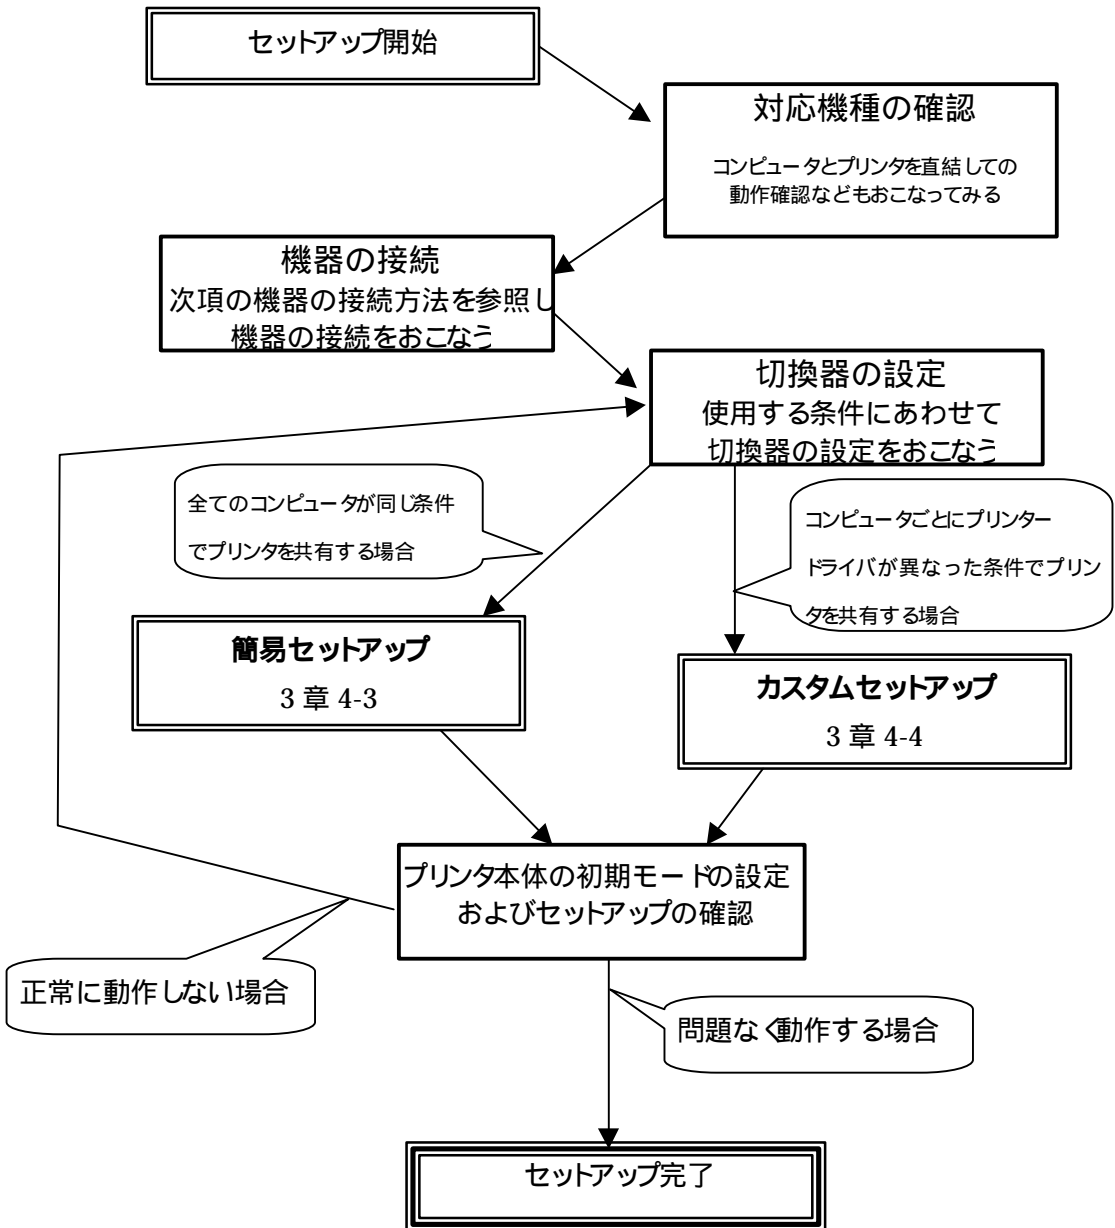 セットアップ開始
対応機種の確認
コンピュータとプリンタを直結しての
動作確認などもおこなってみる
機器の接続
次項の機器の接続方法を参照し
機器の接続をおこなう
切換器の設定
使用する条件にあわせて
切換器の設定をおこなう
全てのコンピュータが同じ条件
でプリンタを共有する場合
コンピュータごとにプリンター
ドライバが異なった条件でプリン
タを共有する場合
簡易セットアップ
3 章 4-3
カスタムセットアップ
3 章 4-4
プリンタ本体の初期モードの設定
およびセットアップの確認
正常に動作しない場合
問題なく動作する場合
セットアップ完了